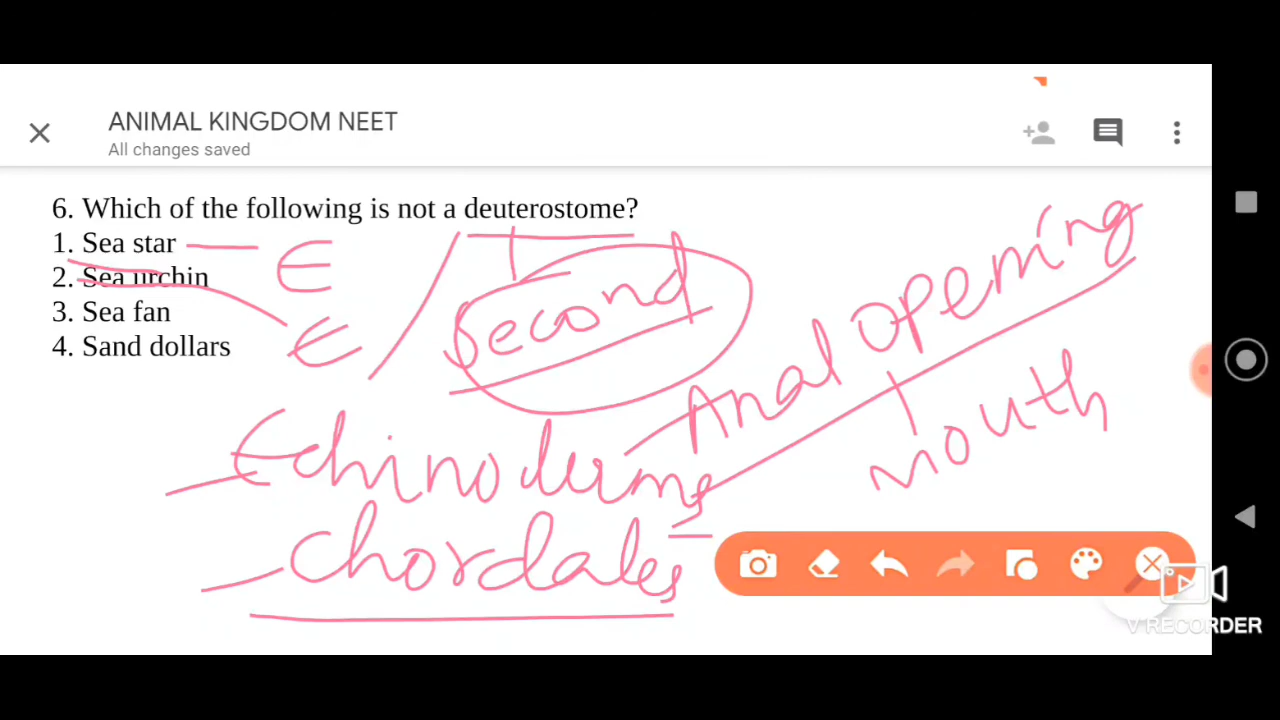 ANIMAL KINGDOM NEET
All changes saved
6. Which of the following is not a deuterostome?
1. Sea star
E
2. Sea urchin
E
3. Sea fan
4. Sand dollars
Second
Anal opening
mouth
Echinoderms
chordates
V RECORDER